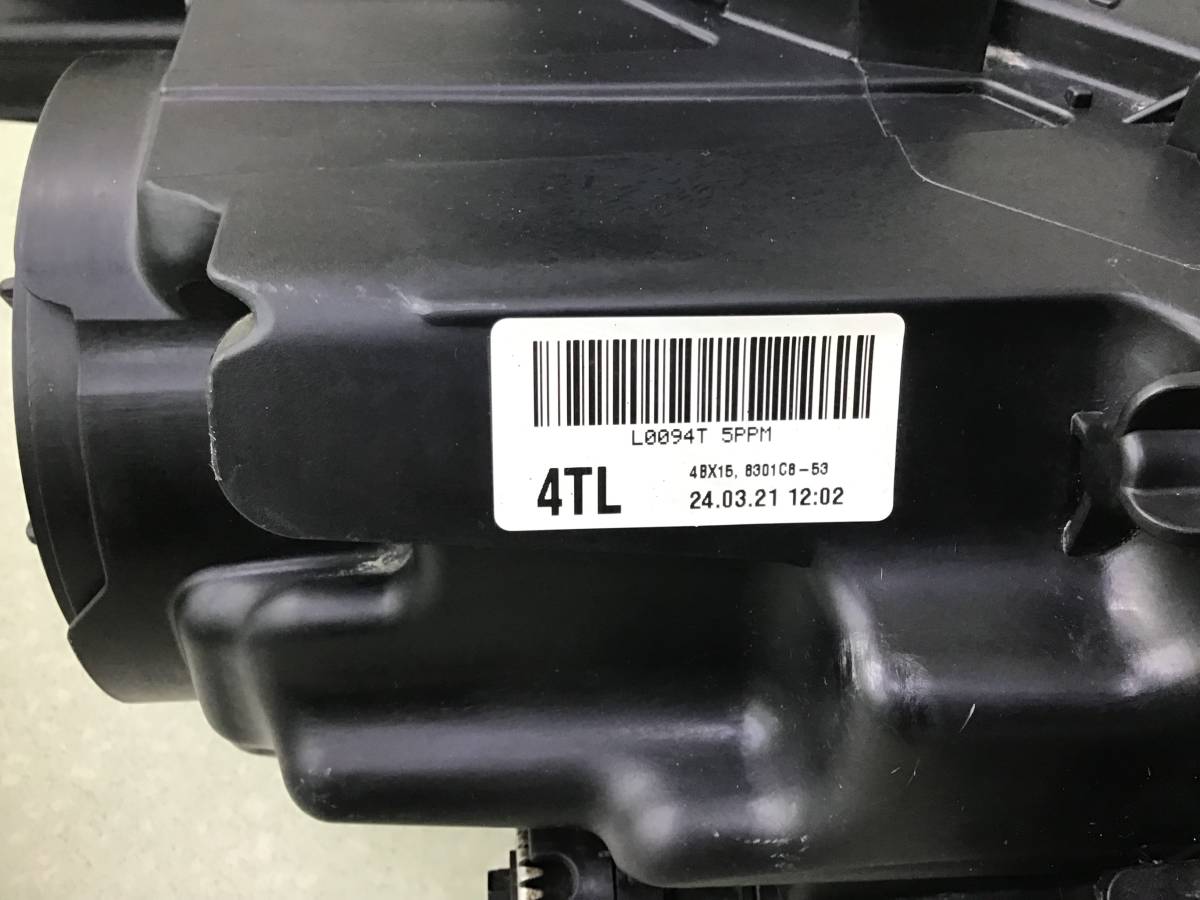 L0094T 5PPM
4TL
4BX15, 8301C8-53
24.03.21 12:02